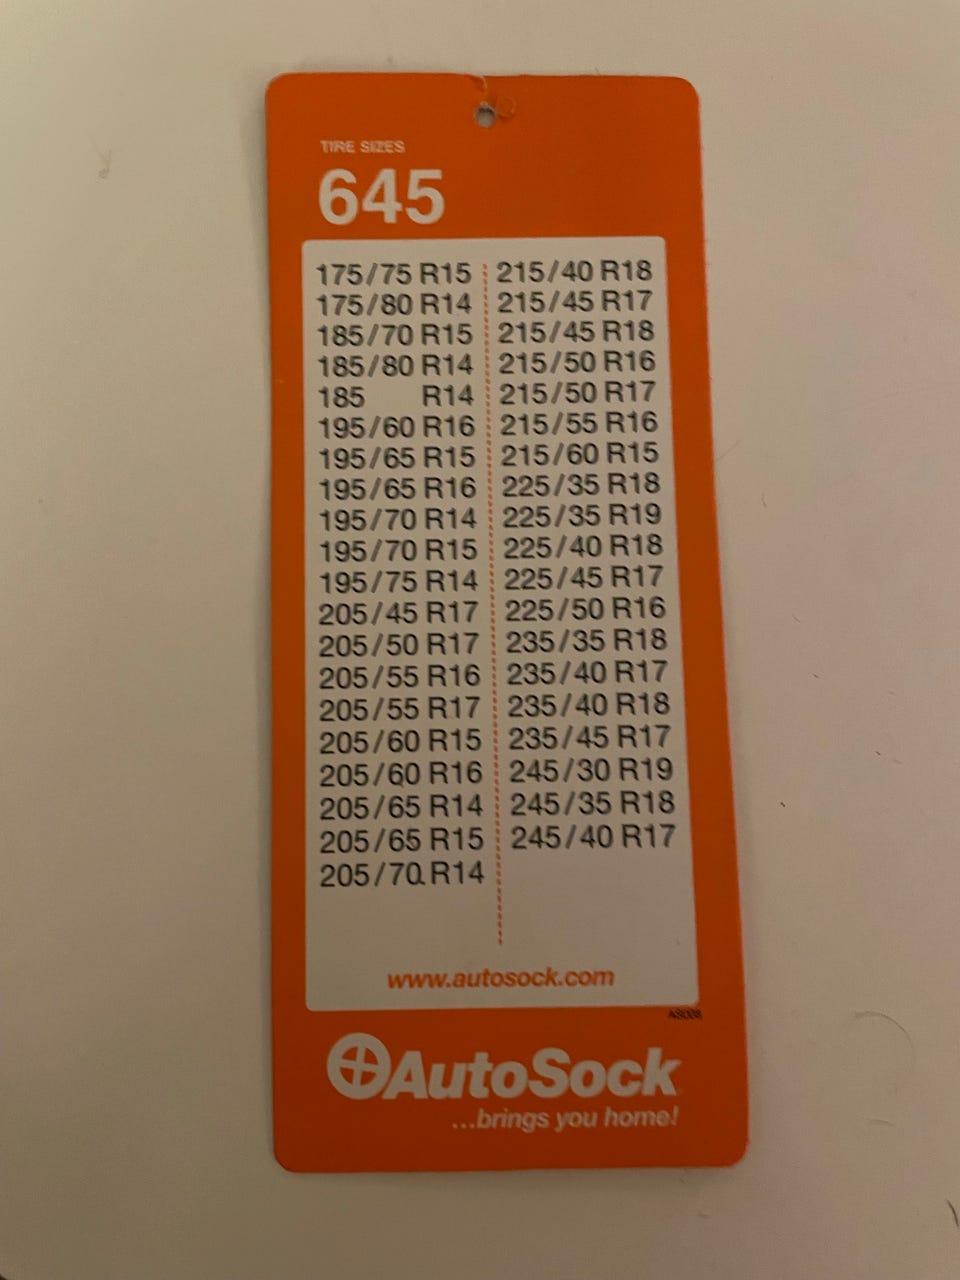 TIRE SIZES
645
175/75 R15
175/80 R14
185/70 R15
185/80 R14
185 R14
195/60 R16
195/65 R15
195/65 R16
195/70 R14
195/70 R15
195/75 R14
205/45 R17
205/50 R17
205/55 R16
205/55 R17
205/60 R15
205/60 R16
205/65 R14
205/65 R15
205/70 R14
215/40 R18
215/45 R17
215/45 R18
215/50 R16
215/50 R17
215/55 R16
215/60 R15
225/35 R18
225/35 R19
225/40 R18
225/45 R17
225/50 R16
235/35 R18
235/40 R17
235/40 R18
235/45 R17
245/30 R19
245/35 R18
245/40 R17
www.autosock.com
AutoSock
...brings you home!